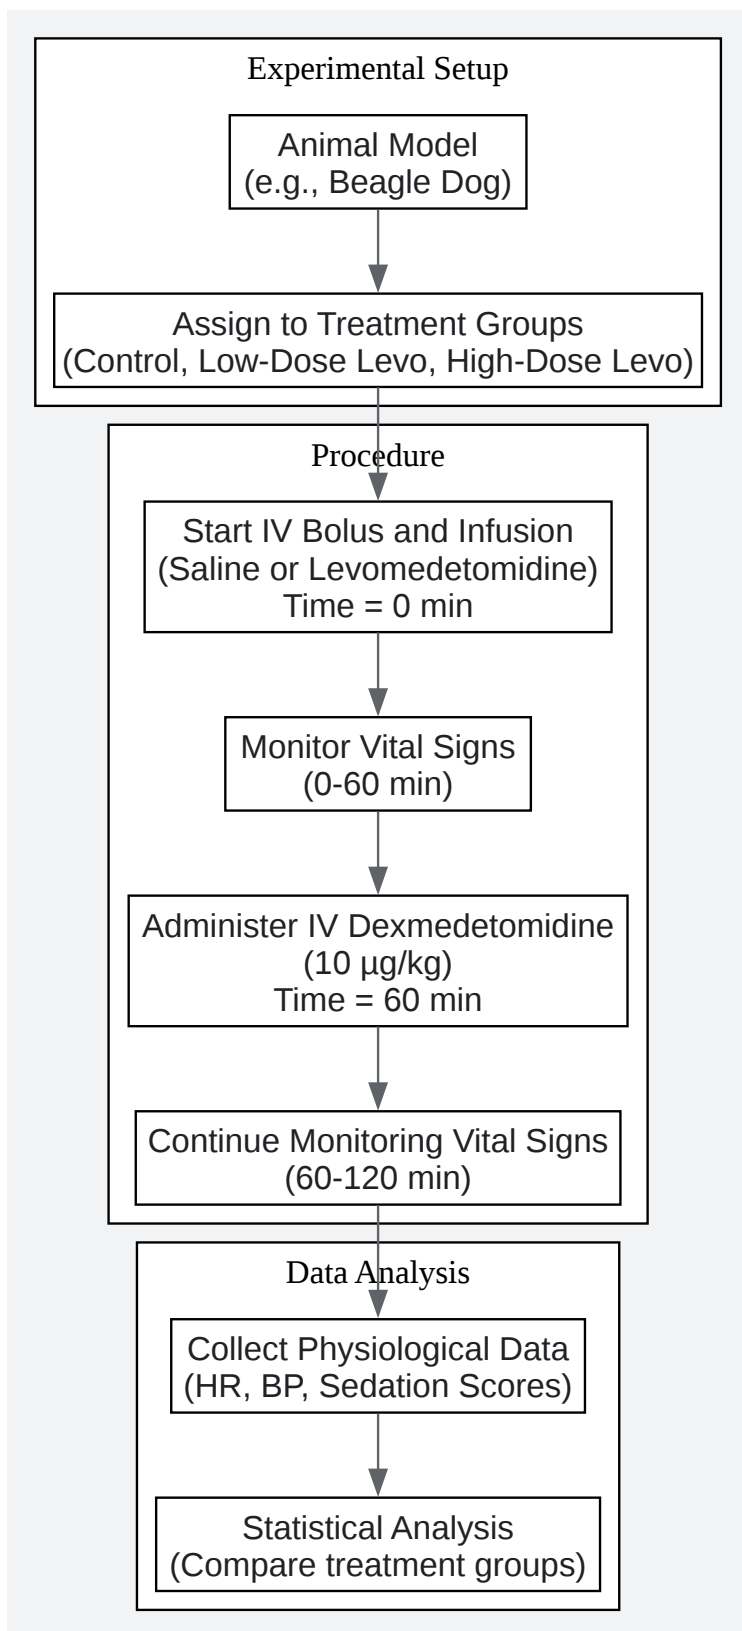 Experimental Setup
Animal Model
(e.g., Beagle Dog)
Assign to Treatment Groups
(Control, Low-Dose Levo, High-Dose Levo)
Procedure
Start IV Bolus and Infusion
(Saline or Levomedetomidine)
Time = 0 min
Monitor Vital Signs
(0-60 min)
Administer IV Dexmedetomidine
(10 µg/kg)
Time = 60 min
Continue Monitoring Vital Signs
(60-120 min)
Data Analysis
Collect Physiological Data
(HR, BP, Sedation Scores)
Statistical Analysis
(Compare treatment groups)